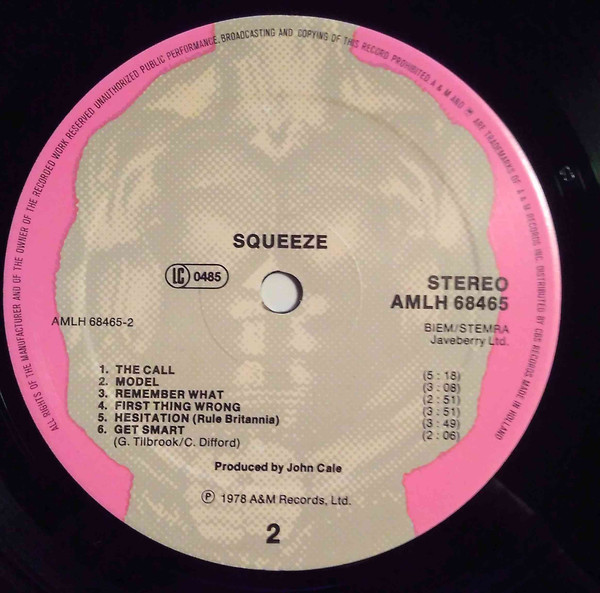 ALL RIGHTS OF THE MANUFACTURER AND OF THE OWNER OF THE RECORDED WORK RESERVED UNAUTHORIZED PUBLIC PERFORMANCE, BROADCASTING AND COPYING OF THIS RECORD PROHIBITED A & M AND ® ARE TRADEMARKS OF A & M RECORDS INC. DISTRIBUTED BY CBS RECORDS. MADE IN HOLLAND
SQUEEZE
LC 0485
STEREO
AMLH 68465
AMLH 68465-2
BIEM/STEMRA
Javeberry Ltd.
1. THE CALL (5 : 18)
2. MODEL (3 : 08)
3. REMEMBER WHAT (2 : 51)
4. FIRST THING WRONG (3 : 51)
5. HESITATION (Rule Britannia) (3 : 49)
6. GET SMART (2 : 06)
(G. Tilbrook/C. Difford)
Produced by John Cale
℗ 1978 A&M Records, Ltd.
2